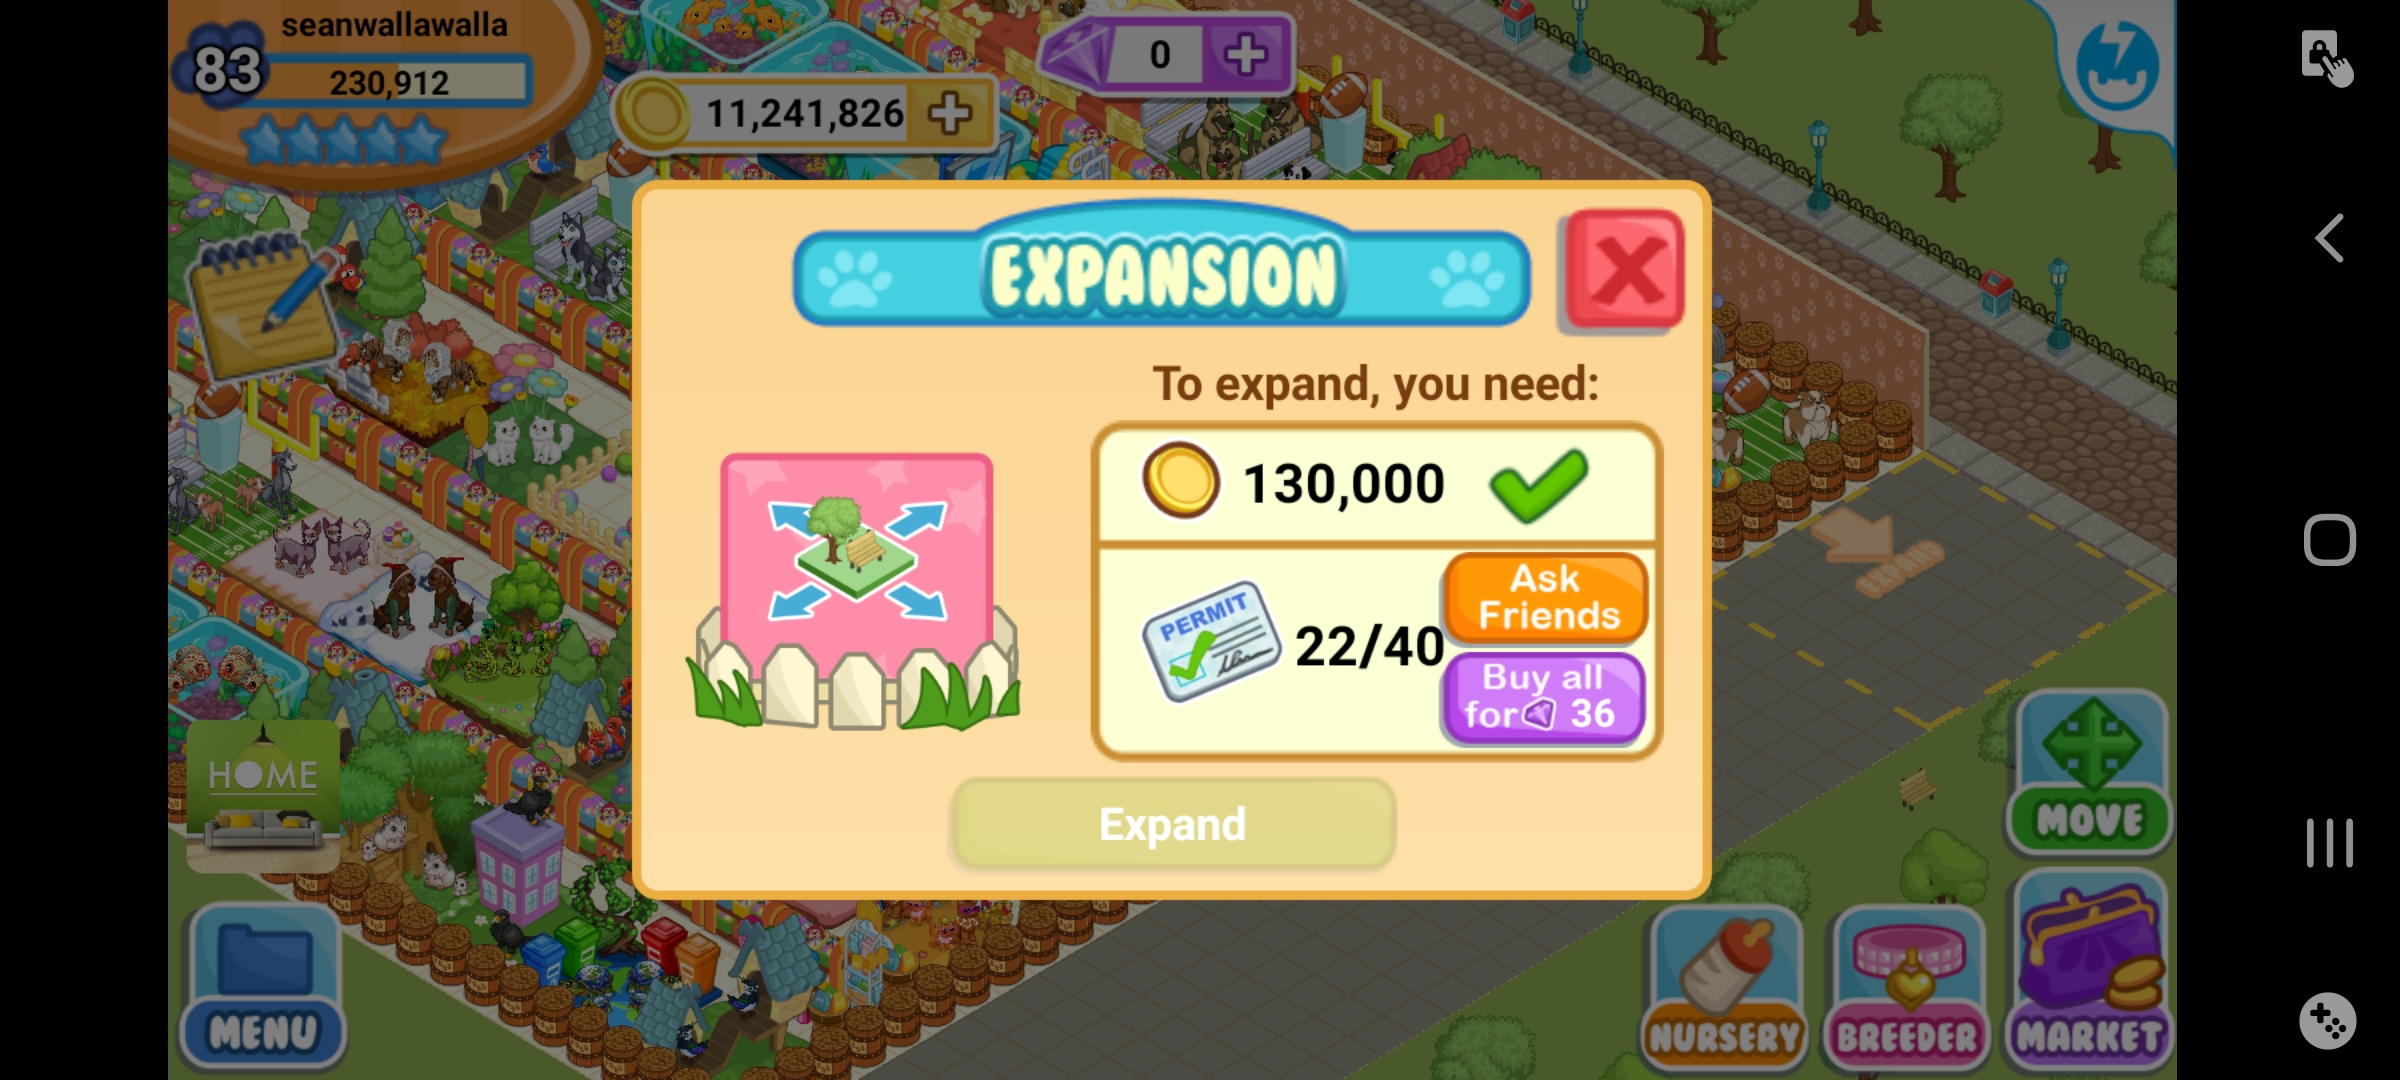 seanwallawalla
83
230,912
11,241,826
0
EXPANSION
To expand, you need:
130,000
PERMIT
22/40
Ask
Friends
Buy all
for 36
Expand
HOME
MENU
MOVE
NURSERY
BREEDER
MARKET